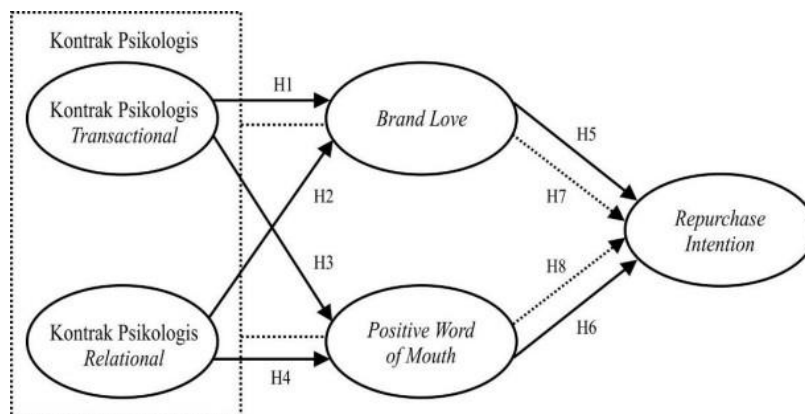 Kontrak Psikologis
Kontrak Psikologis
Transactional
H1
Brand Love
H5
H7
H2
Repurchase
Intention
H3
H8
Kontrak Psikologis
Relational
H4
Positive Word
of Mouth
H6